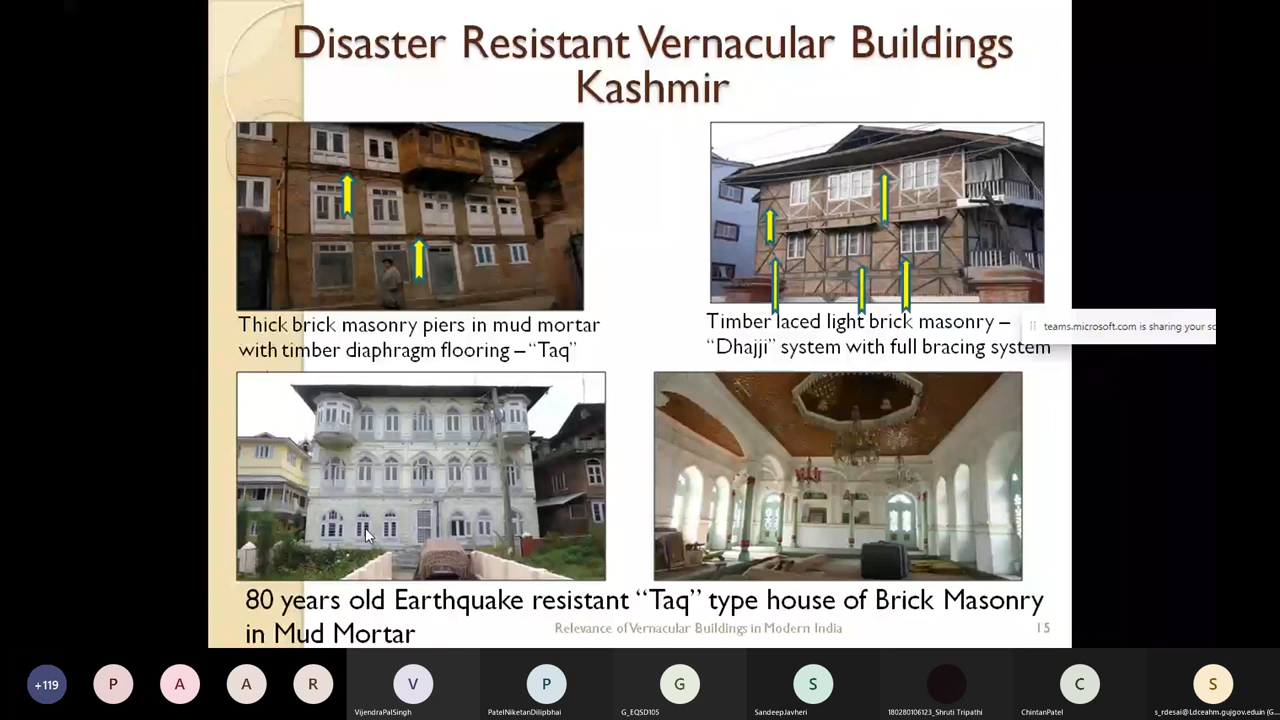 Disaster Resistant Vernacular Buildings
Kashmir
Thick brick masonry piers in mud mortar
with timber diaphragm flooring – “Taq”
Timber laced light brick masonry –
“Dhajji” system with full bracing system
teams.microsoft.com is sharing your sc
80 years old Earthquake resistant “Taq” type house of Brick Masonry
in Mud Mortar
Relevance of Vernacular Buildings in Modern India
15
+119
P
A
A
R
V
P
G
S
C
S
VijendraPalSingh
PatelNiketanDilipbhai
G_EQSD105
SandeepJavheri
180280106123_Shruti Tripathi
ChintanPatel
s_rdesai@Ldceahm.gujgov.eduin (G...